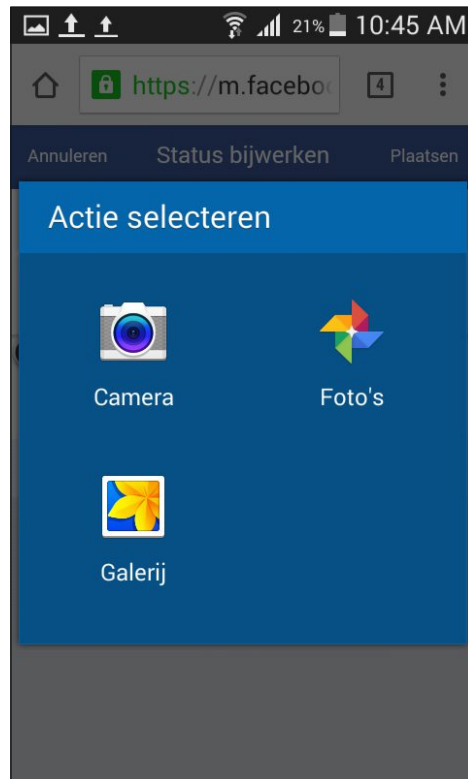 21% 10:45 AM
https://m.faceboo 4
Annuleren Status bijwerken Plaatsen
Actie selecteren
Camera Foto's
Galerij